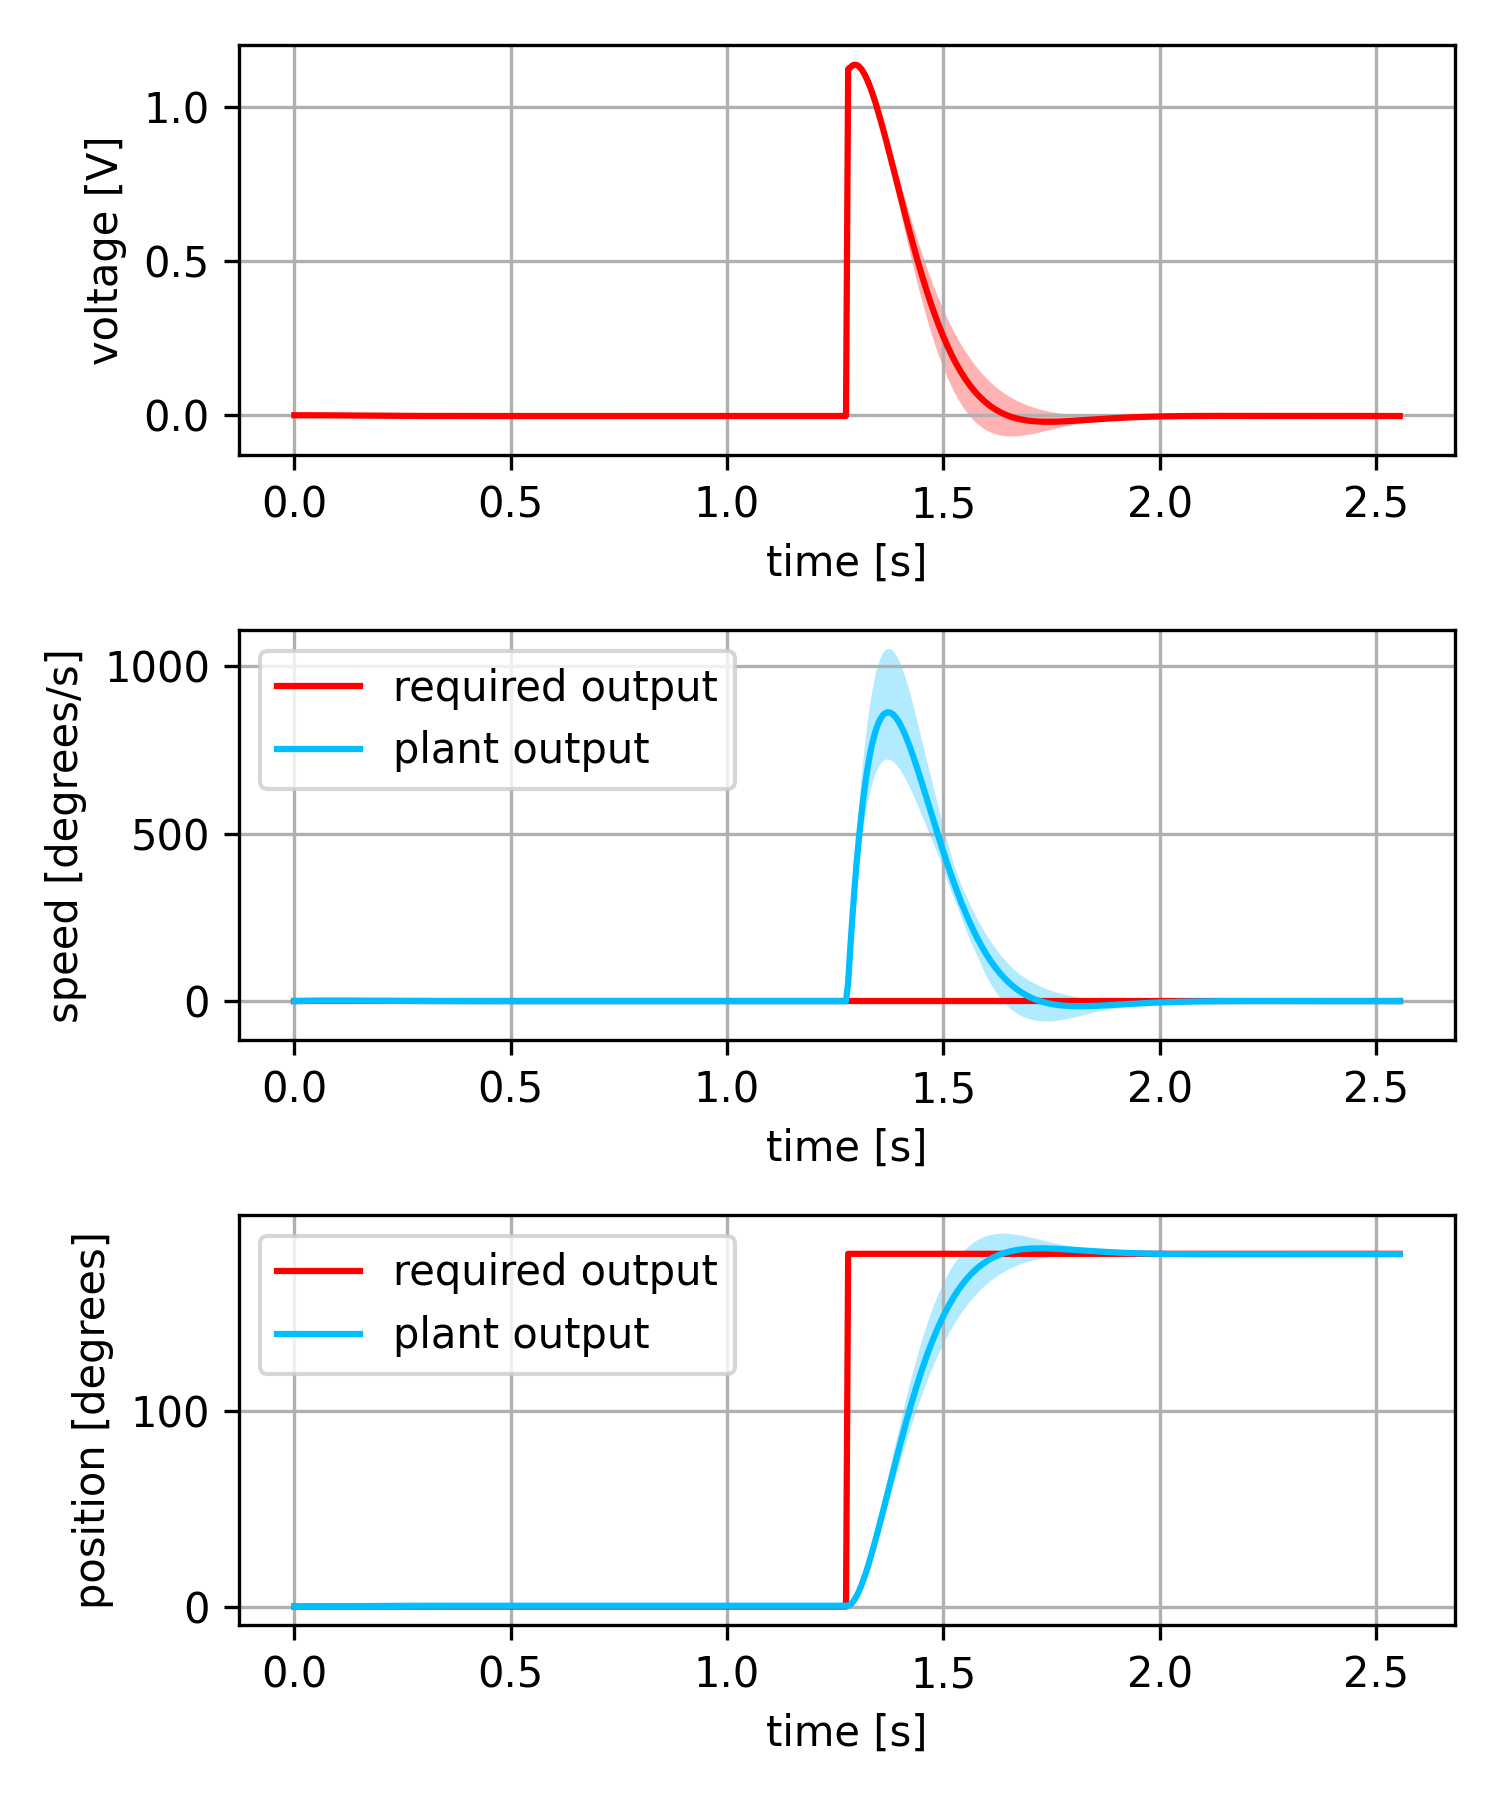 voltage [V]
1.0
0.5
0.0
0.0 0.5 1.0 1.5 2.0 2.5
time [s]
speed [degrees/s]
1000
500
0
required output
plant output
0.0 0.5 1.0 1.5 2.0 2.5
time [s]
position [degrees]
100
0
required output
plant output
0.0 0.5 1.0 1.5 2.0 2.5
time [s]